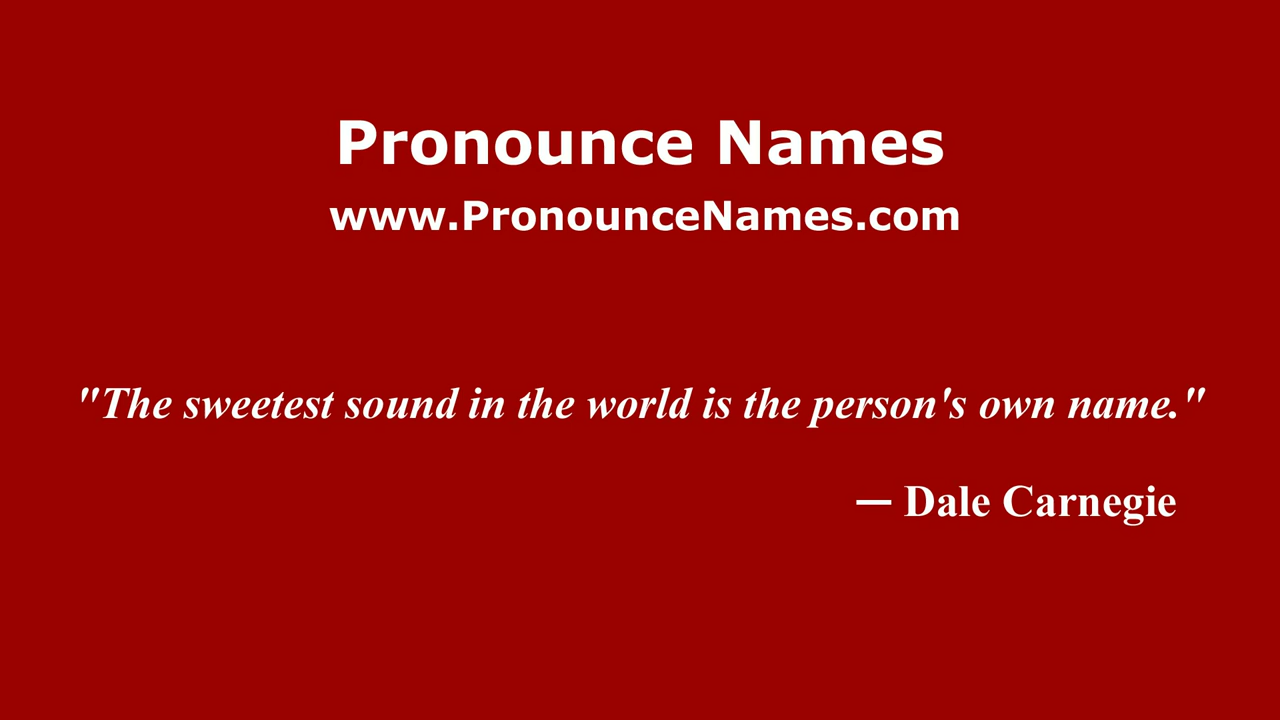 Pronounce Names
www.PronounceNames.com
"The sweetest sound in the world is the person's own name."
— Dale Carnegie